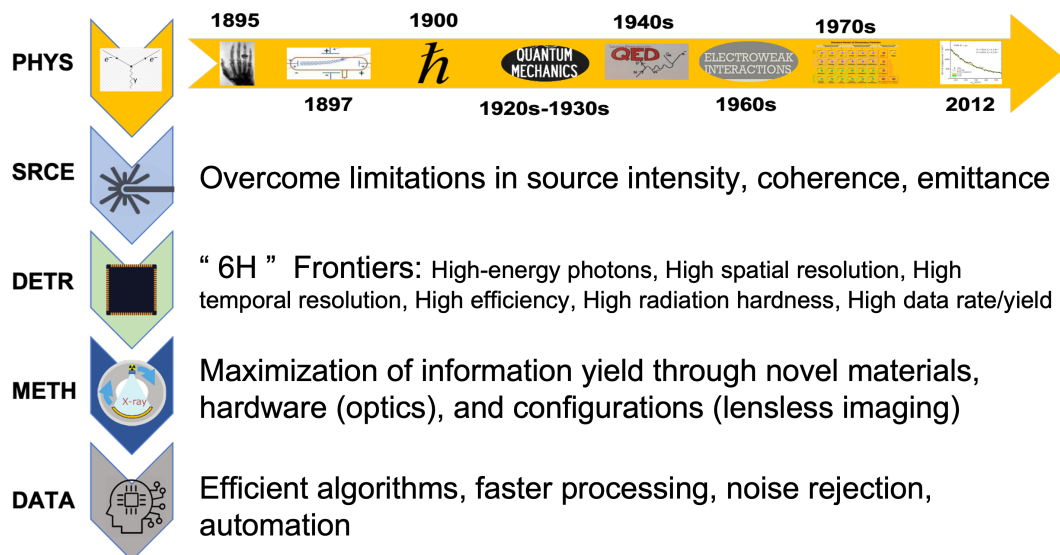 1895
1900
1940s
1970s
PHYS
e⁻
e⁻
γ
ℏ
QUANTUM
MECHANICS
QED
ELECTROWEAK
INTERACTIONS
1897
1920s-1930s
1960s
2012
SRCE
Overcome limitations in source intensity, coherence, emittance
DETR
“ 6H ” Frontiers: High-energy photons, High spatial resolution, High
temporal resolution, High efficiency, High radiation hardness, High data rate/yield
METH
X-ray
Maximization of information yield through novel materials,
hardware (optics), and configurations (lensless imaging)
DATA
Efficient algorithms, faster processing, noise rejection,
automation